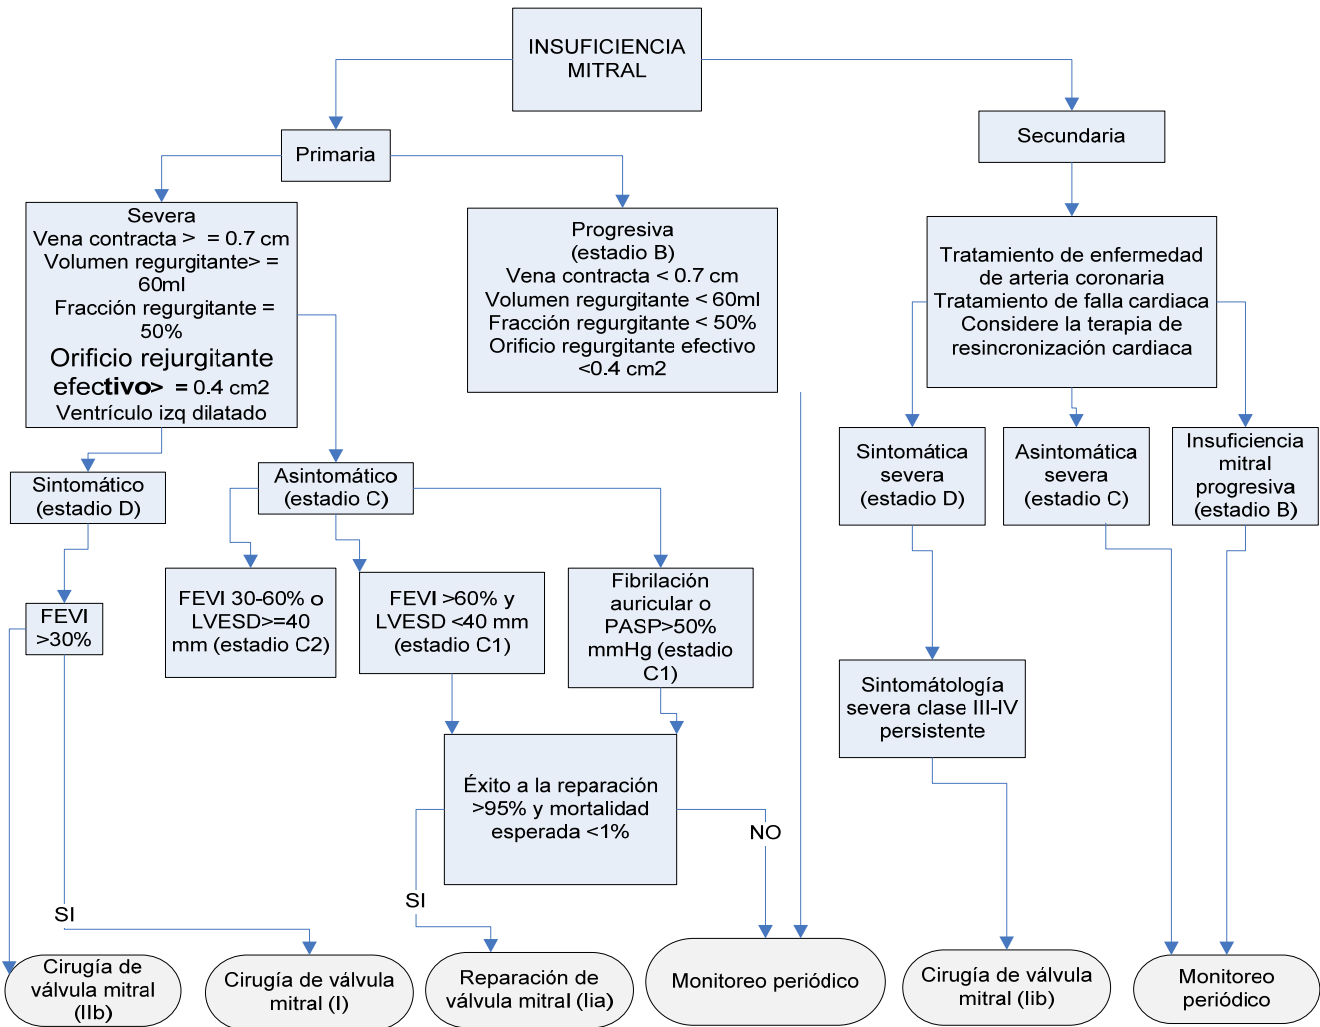 INSUFICIENCIA
MITRAL
Primaria
Secundaria
Severa
Vena contracta > = 0.7 cm
Volumen regurgitante> =
60ml
Fracción regurgitante =
50%
Orificio rejurgitante
efectivo> = 0.4 cm2
Ventrículo izq dilatado
Progresiva
(estadio B)
Vena contracta < 0.7 cm
Volumen regurgitante < 60ml
Fracción regurgitante < 50%
Orificio regurgitante efectivo
<0.4 cm2
Tratamiento de enfermedad
de arteria coronaria
Tratamiento de falla cardiaca
Considere la terapia de
resincronización cardiaca
Sintomático
(estadio D)
Asintomático
(estadio C)
Sintomática
severa
(estadio D)
Asintomática
severa
(estadio C)
Insuficiencia
mitral
progresiva
(estadio B)
FEVI
>30%
FEVI 30-60% o
LVESD>=40
mm (estadio C2)
FEVI >60% y
LVESD <40 mm
(estadio C1)
Fibrilación
auricular o
PASP>50%
mmHg (estadio
C1)
Sintomátología
severa clase III-IV
persistente
Éxito a la reparación
>95% y mortalidad
esperada <1%
NO
SI
SI
Cirugía de
válvula mitral
(IIb)
Cirugía de válvula
mitral (I)
Reparación de
válvula mitral (Iia)
Monitoreo periódico
Cirugía de válvula
mitral (Iib)
Monitoreo
periódico